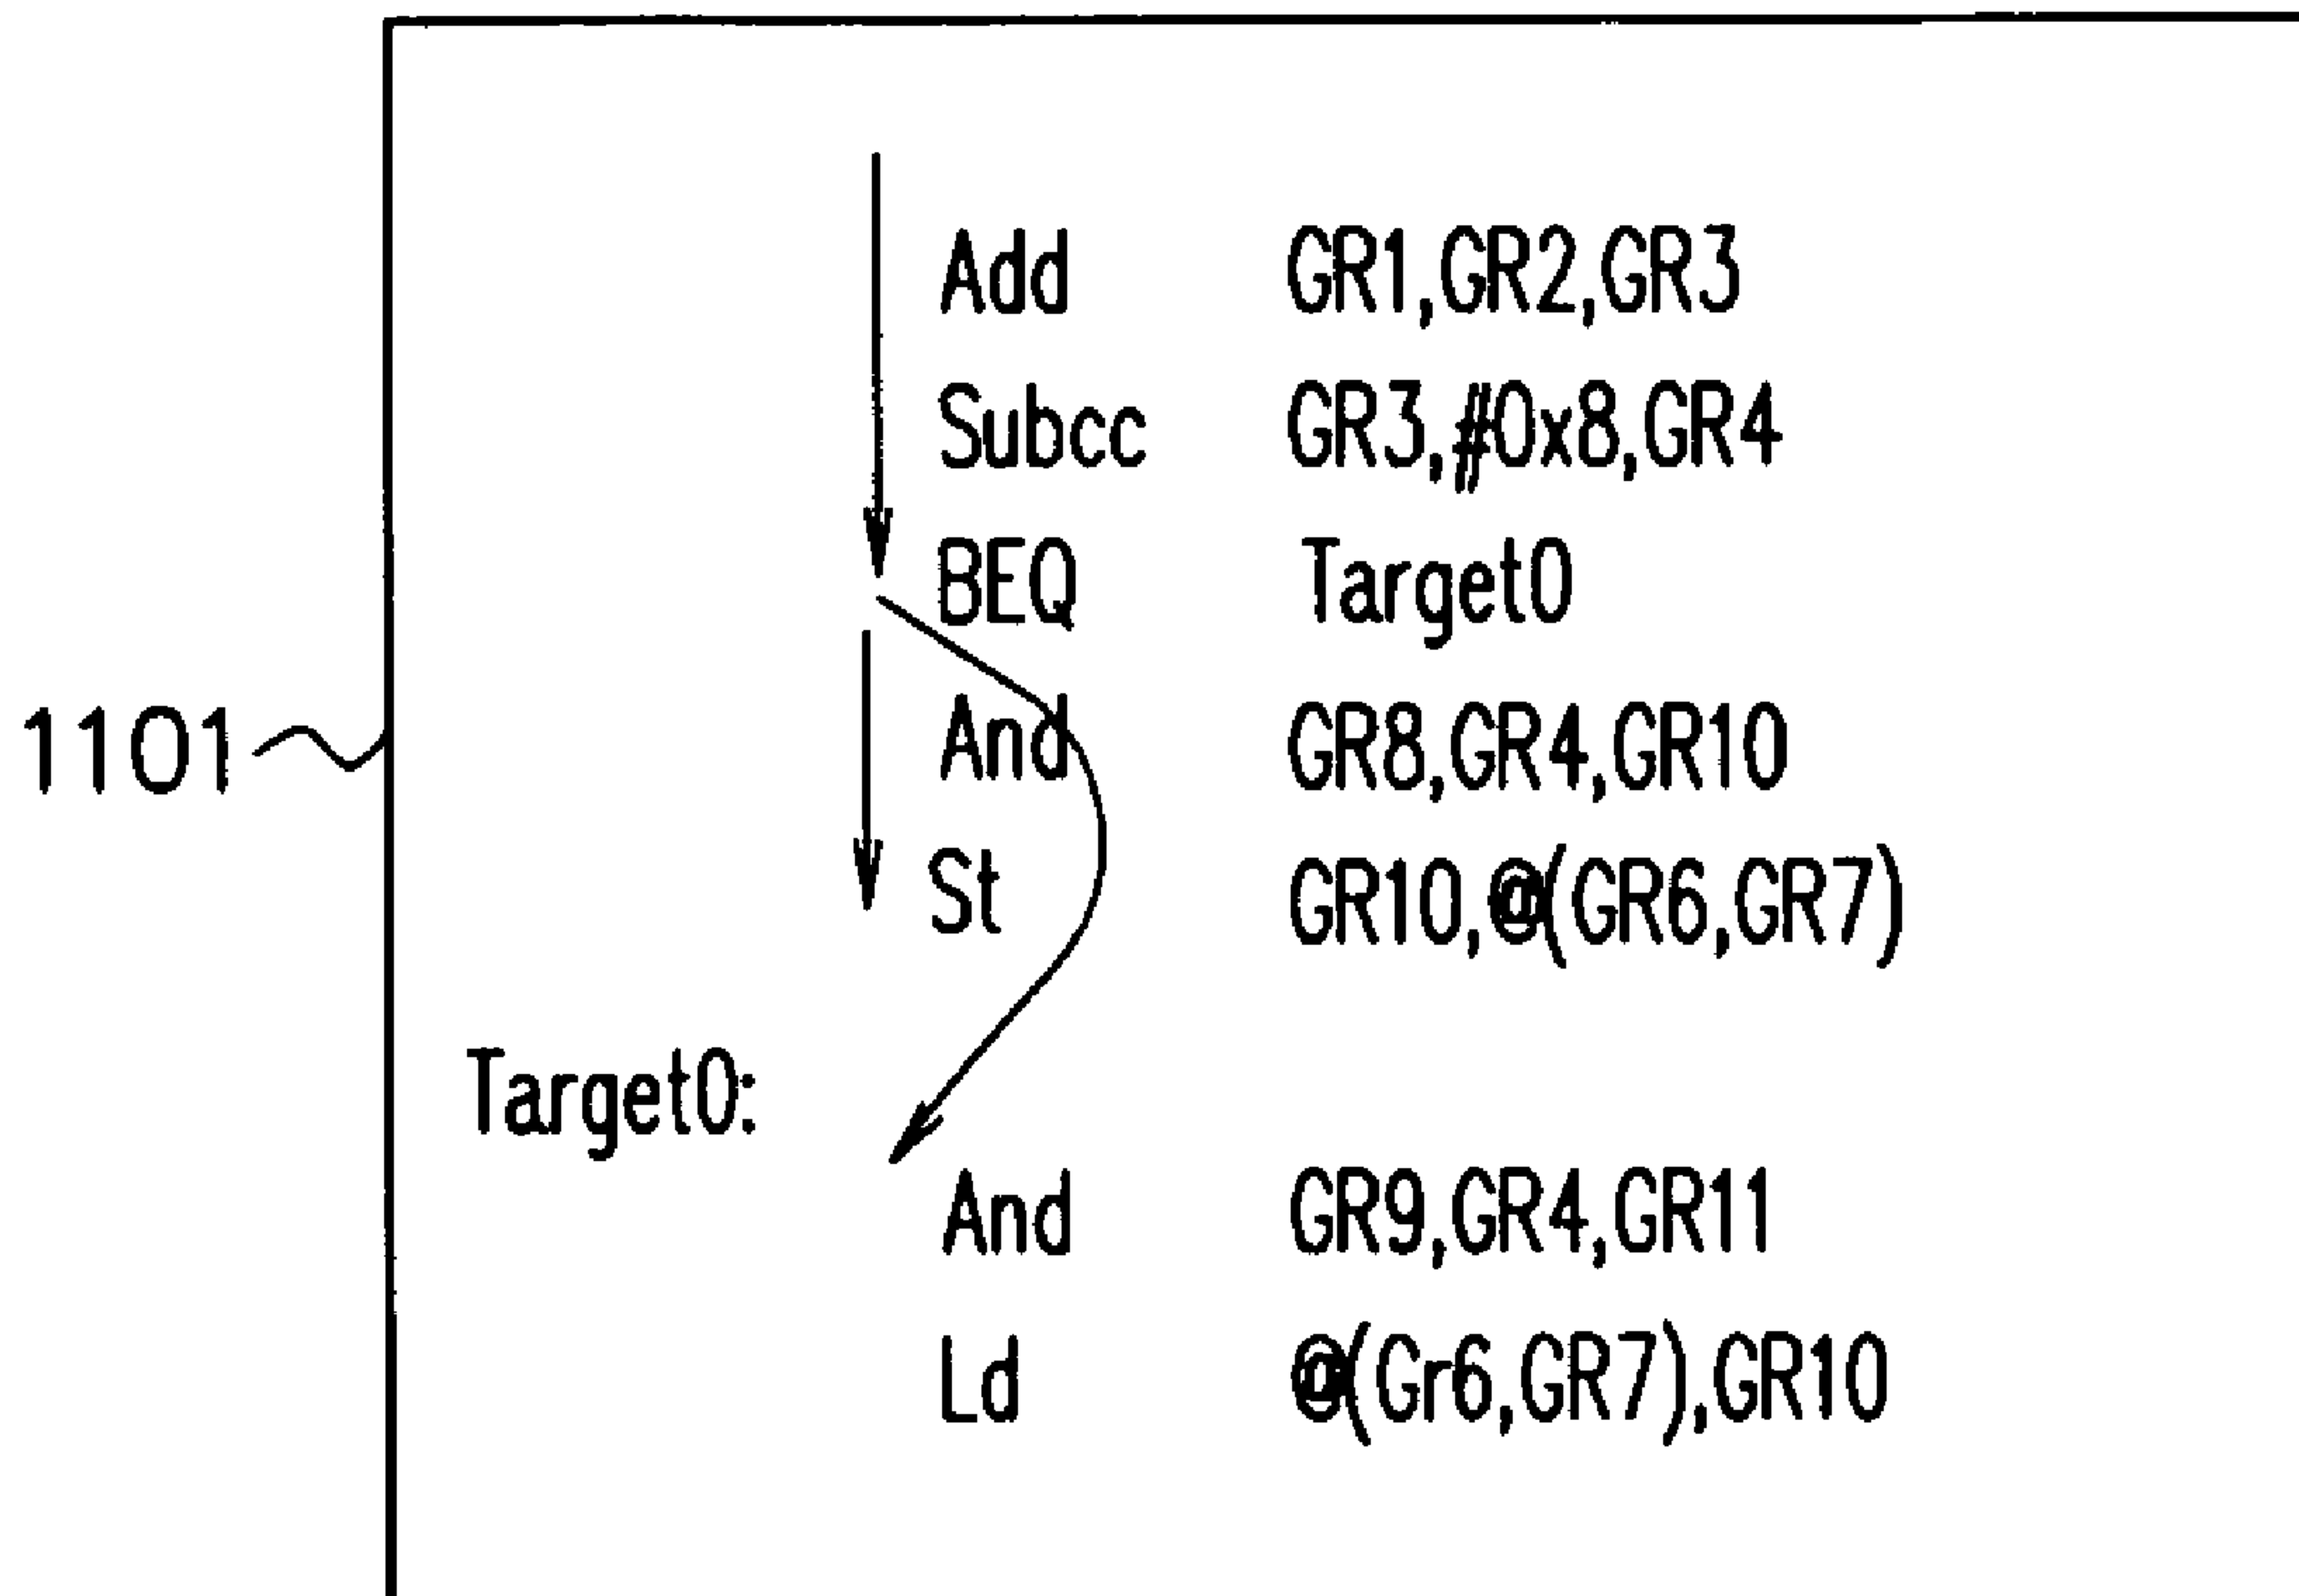 Add GR1,GR2,GR3
Subcc GR3,#0x8,GR4
BEQ Target0
1101 And GR8,GR4,GR10
St GR10,@(GR6,GR7)
Target0:
And GR9,GR4,GR11
Ld @(Gr6,GR7),GR10